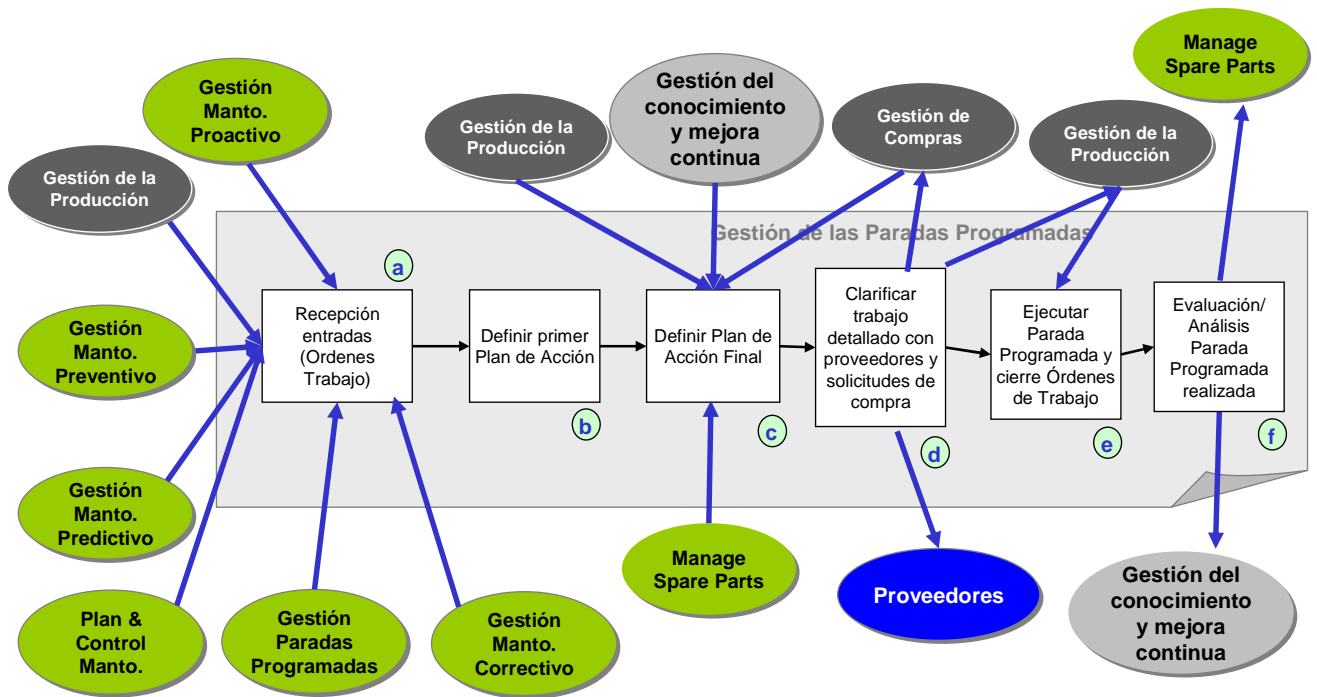 Manage
Spare Parts
Gestión
Manto.
Proactivo
Gestión del
conocimiento
y mejora
continua
Gestión de la
Producción
Gestión de
Compras
Gestión de la
Producción
Gestión de la
Producción
Gestión de las Paradas Programadas
a
Recepción
entradas
(Ordenes
Trabajo)
Definir primer
Plan de Acción
Definir Plan de
Acción Final
Clarificar
trabajo
detallado con
proveedores y
solicitudes de
compra
Ejecutar
Parada
Programada y
cierre Órdenes
de Trabajo
Evaluación/
Análisis
Parada
Programada
realizada
b
c
d
e
f
Gestión
Manto.
Preventivo
Gestión
Manto.
Predictivo
Plan &
Control
Manto.
Gestión
Paradas
Programadas
Gestión
Manto.
Correctivo
Manage
Spare Parts
Proveedores
Gestión del
conocimiento
y mejora
continua